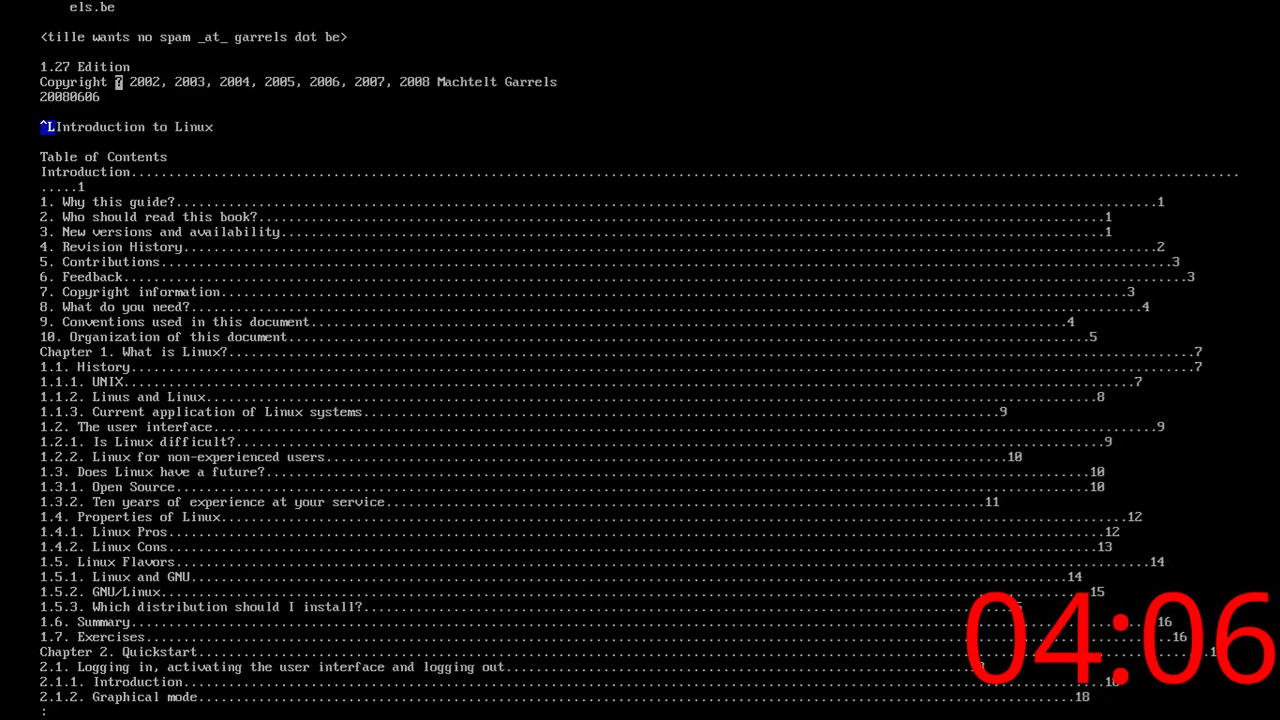 els.be
<tille wants no spam _at_ garrels dot be>
1.27 Edition
Copyright ? 2002, 2003, 2004, 2005, 2006, 2007, 2008 Machtelt Garrels
20080606
^LIntroduction to Linux
Table of Contents
Introduction....................................................................................................................................................
.....1
1. Why this guide?...................................................................................................................................1
2. Who should read this book?.................................................................................................................1
3. New versions and availability..............................................................................................................1
4. Revision History..................................................................................................................................2
5. Contributions.......................................................................................................................................3
6. Feedback..............................................................................................................................................3
7. Copyright information.........................................................................................................................3
8. What do you need?...............................................................................................................................4
9. Conventions used in this document.....................................................................................................4
10. Organization of this document...........................................................................................................5
Chapter 1. What is Linux?.................................................................................................................................7
1.1. History..............................................................................................................................................7
1.1.1. UNIX.......................................................................................................................................7
1.1.2. Linus and Linux.......................................................................................................................8
1.1.3. Current application of Linux systems.....................................................................................9
1.2. The user interface..............................................................................................................................9
1.2.1. Is Linux difficult?....................................................................................................................9
1.2.2. Linux for non-experienced users...........................................................................................10
1.3. Does Linux have a future?..............................................................................................................10
1.3.1. Open Source..........................................................................................................................10
1.3.2. Ten years of experience at your service................................................................................11
1.4. Properties of Linux.........................................................................................................................12
1.4.1. Linux Pros..............................................................................................................................12
1.4.2. Linux Cons.............................................................................................................................13
1.5. Linux Flavors..................................................................................................................................14
1.5.1. Linux and GNU.....................................................................................................................14
1.5.2. GNU/Linux............................................................................................................................15
1.5.3. Which distribution should I install?
1.6. Summary.........................................................................................................................................16
1.7. Exercises.........................................................................................................................................16
Chapter 2. Quickstart
2.1. Logging in, activating the user interface and logging out
2.1.1. Introduction
2.1.2. Graphical mode.....................................................................................................................18
:
04:06